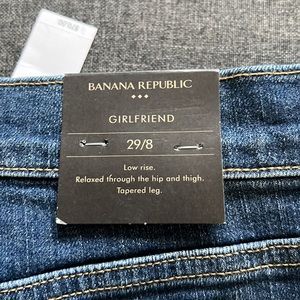 BANANA REPUBLIC
GIRLFRIEND
29/8
Low rise.
Relaxed through the hip and thigh.
Tapered leg.